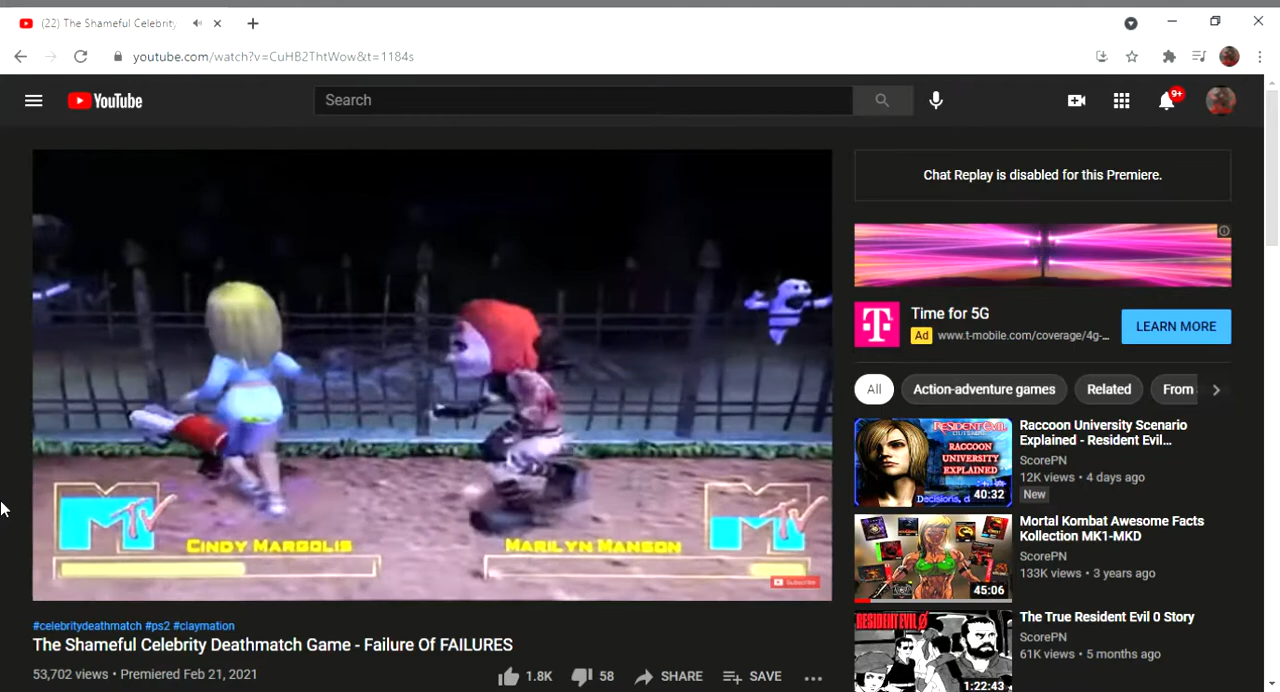 (22) The Shameful Celebrity
youtube.com/watch?v=CuHB2ThtWow&t=1184s
YouTube
Search
9+
Chat Replay is disabled for this Premiere.
T
Time for 5G
Ad www.t-mobile.com/coverage/4g-...
LEARN MORE
All
Action-adventure games
Related
From
MTV
CINDY MARGOLIS
MARILYN MANSON
MTV
Subscribe
RESIDENT EVIL
RACCOON
UNIVERSITY
EXPLAINED
40:32
Raccoon University Scenario
Explained - Resident Evil...
ScorePN
12K views • 4 days ago
New
45:06
Mortal Kombat Awesome Facts
Kollection MK1-MKD
ScorePN
133K views • 3 years ago
RESIDENT EVIL
1:22:43
The True Resident Evil 0 Story
ScorePN
61K views • 5 months ago
#celebritydeathmatch #ps2 #claymation
The Shameful Celebrity Deathmatch Game - Failure Of FAILURES
53,702 views • Premiered Feb 21, 2021
1.8K
58
SHARE
SAVE